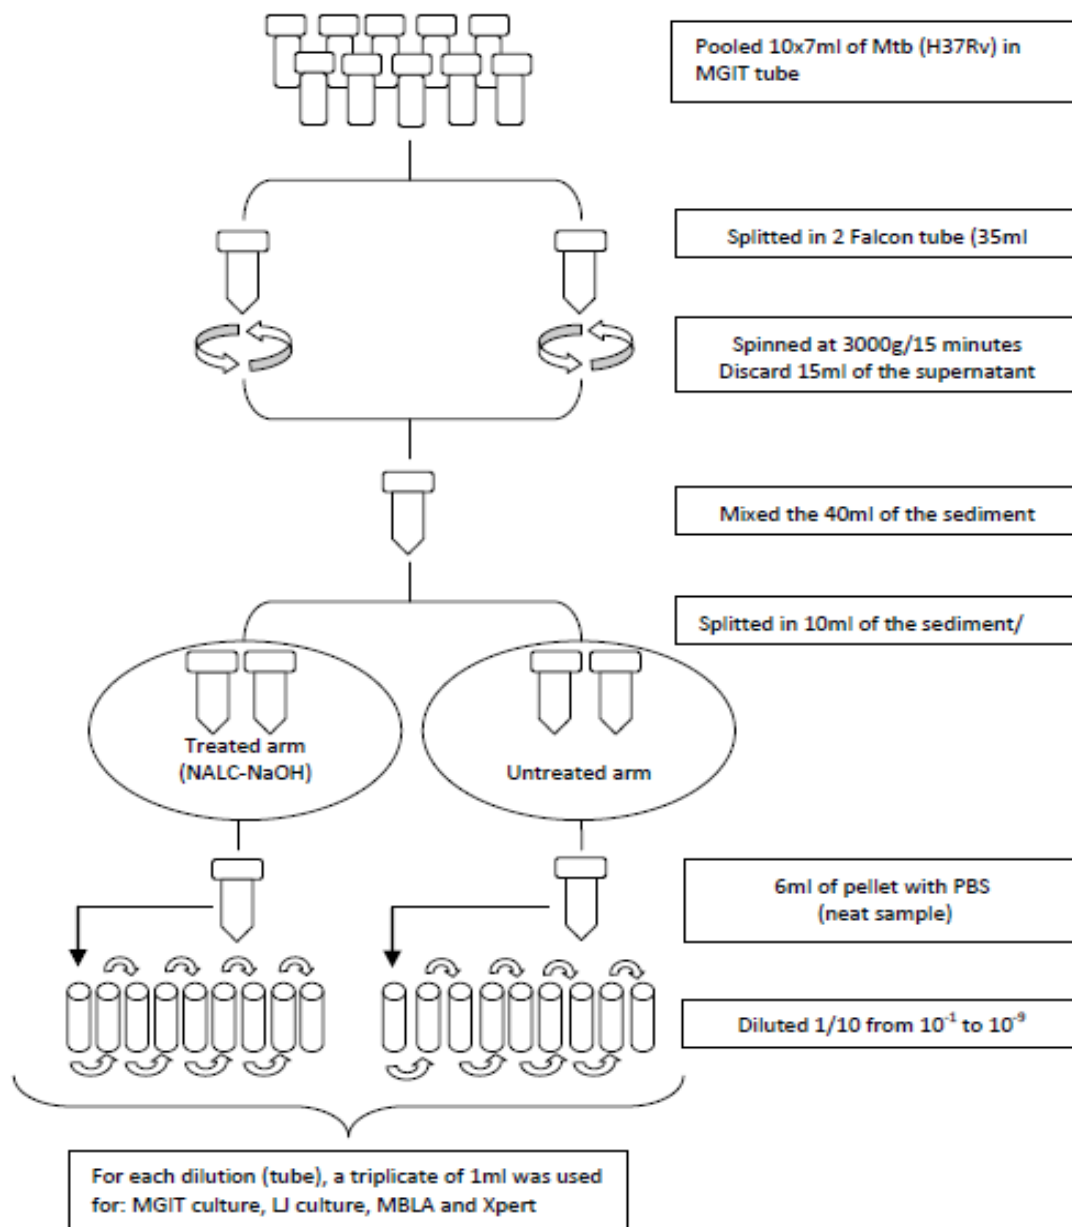 Pooled 10x7ml of Mtb (H37Rv) in
MGIT tube
Splitted in 2 Falcon tube (35ml
Spinned at 3000g/15 minutes
Discard 15ml of the supernatant
Mixed the 40ml of the sediment
Splitted in 10ml of the sediment/
Treated arm
(NALC-NaOH)
Untreated arm
6ml of pellet with PBS
(neat sample)
Diluted 1/10 from 10⁻¹ to 10⁻⁹
For each dilution (tube), a triplicate of 1ml was used
for: MGIT culture, LJ culture, MBLA and Xpert